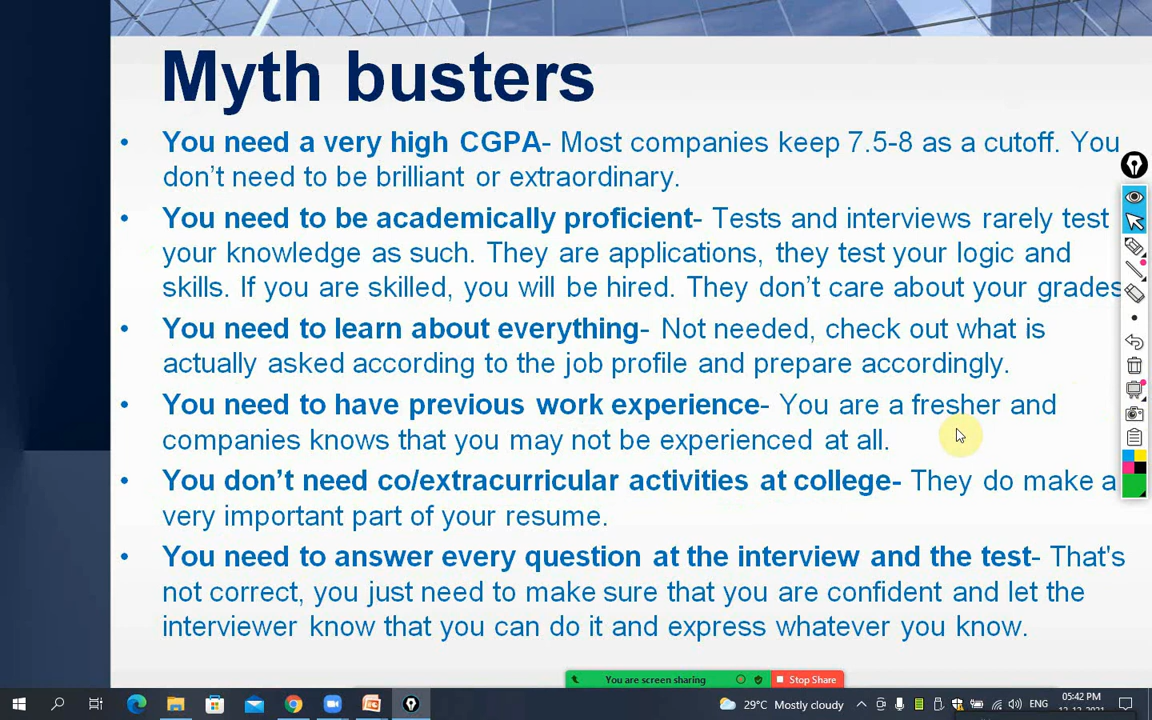 Myth busters
• You need a very high CGPA- Most companies keep 7.5-8 as a cutoff. You
don't need to be brilliant or extraordinary.
• You need to be academically proficient- Tests and interviews rarely test
your knowledge as such. They are applications, they test your logic and
skills. If you are skilled, you will be hired. They don't care about your grades
• You need to learn about everything- Not needed, check out what is
actually asked according to the job profile and prepare accordingly.
• You need to have previous work experience- You are a fresher and
companies knows that you may not be experienced at all.
• You don't need co/extracurricular activities at college- They do make a
very important part of your resume.
• You need to answer every question at the interview and the test- That's
not correct, you just need to make sure that you are confident and let the
interviewer know that you can do it and express whatever you know.
You are screen sharing Stop Share
29°C Mostly cloudy ENG 05:42 PM